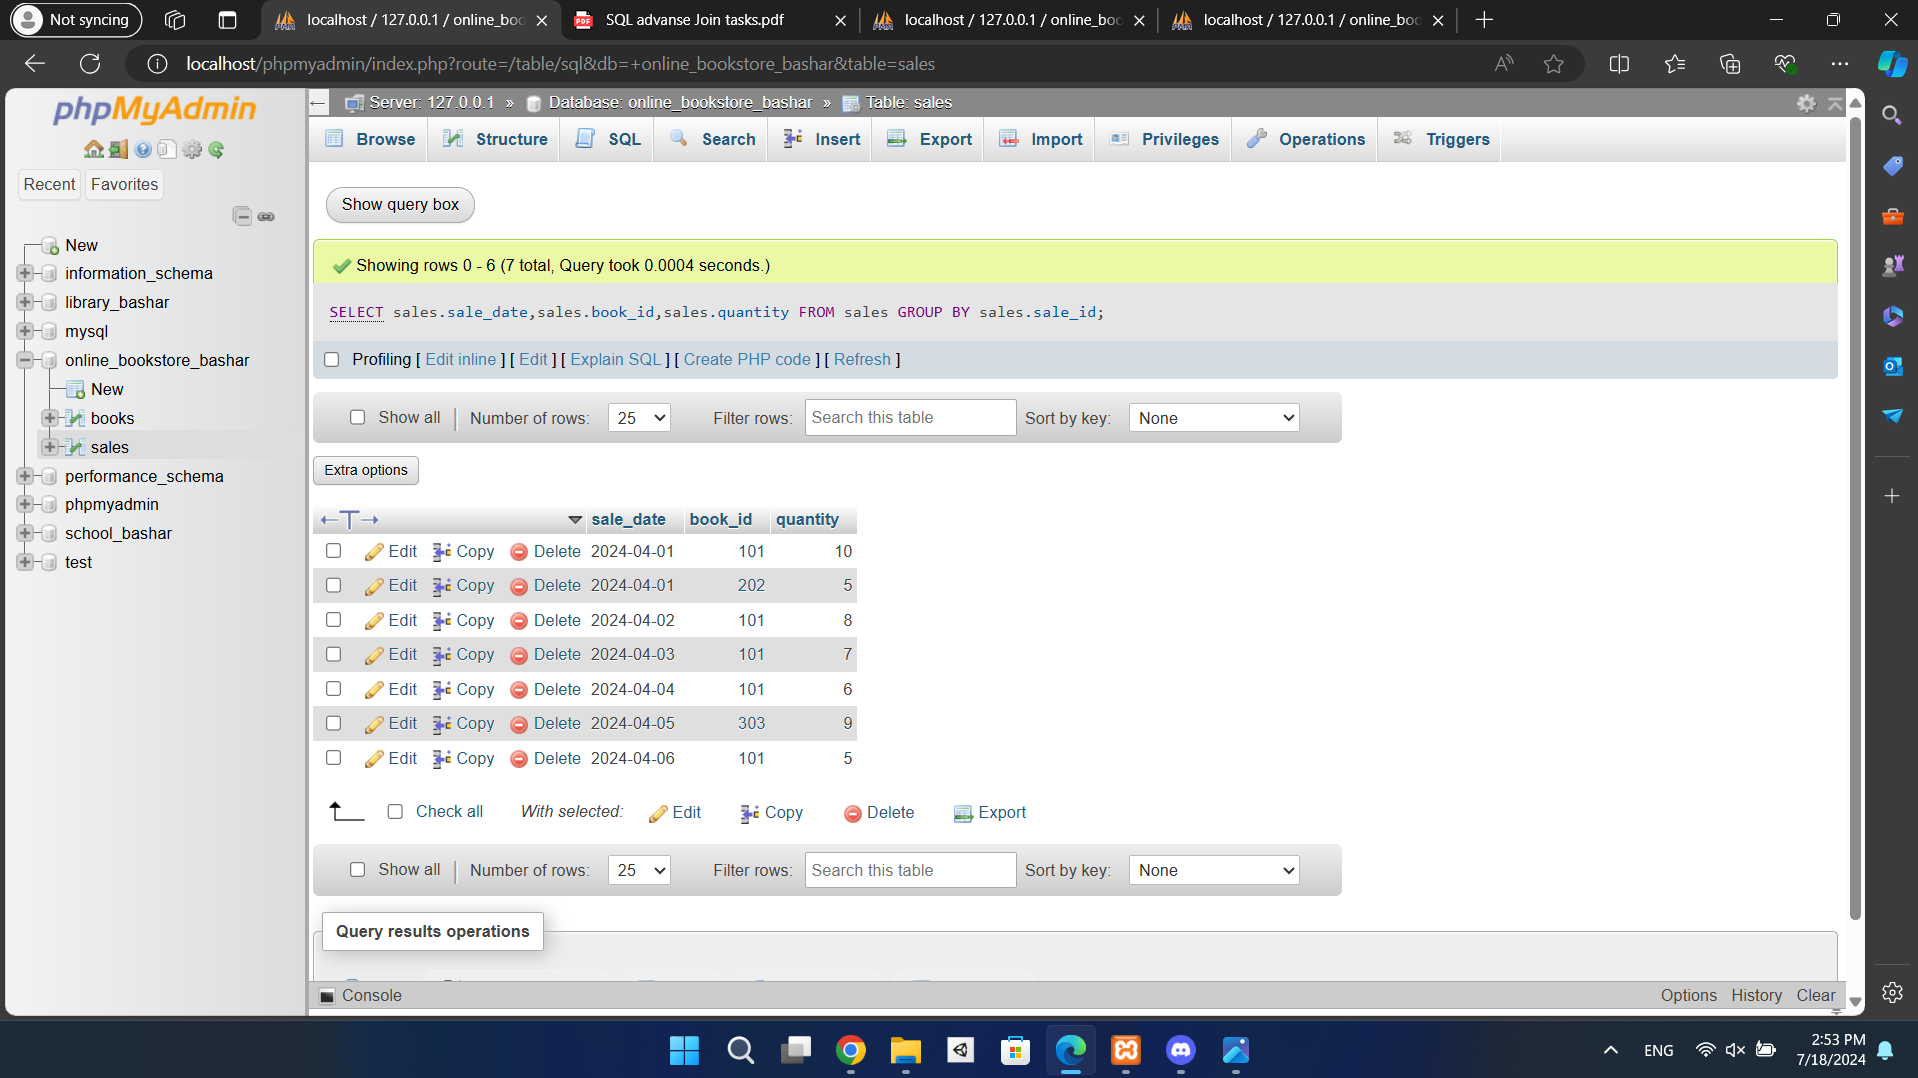 Not syncing
localhost / 127.0.0.1 / online_boo
SQL advanse Join tasks.pdf
localhost / 127.0.0.1 / online_boo
localhost / 127.0.0.1 / online_boo
localhost/phpmyadmin/index.php?route=/table/sql&db=+online_bookstore_bashar&table=sales
phpMyAdmin
Recent
Favorites
New
information_schema
library_bashar
mysql
online_bookstore_bashar
New
books
sales
performance_schema
phpmyadmin
school_bashar
test
Server: 127.0.0.1 » Database: online_bookstore_bashar » Table: sales
Browse Structure SQL Search Insert Export Import Privileges Operations Triggers
Show query box
Showing rows 0 - 6 (7 total, Query took 0.0004 seconds.)
SELECT sales.sale_date,sales.book_id,sales.quantity FROM sales GROUP BY sales.sale_id;
Profiling [ Edit inline ] [ Edit ] [ Explain SQL ] [ Create PHP code ] [ Refresh ]
Show all Number of rows: 25 Filter rows: Search this table Sort by key: None
Extra options
sale_date book_id quantity
Edit Copy Delete 2024-04-01 101 10
Edit Copy Delete 2024-04-01 202 5
Edit Copy Delete 2024-04-02 101 8
Edit Copy Delete 2024-04-03 101 7
Edit Copy Delete 2024-04-04 101 6
Edit Copy Delete 2024-04-05 303 9
Edit Copy Delete 2024-04-06 101 5
Check all With selected: Edit Copy Delete Export
Show all Number of rows: 25 Filter rows: Search this table Sort by key: None
Query results operations
Console
Options History Clear
ENG
2:53 PM
7/18/2024